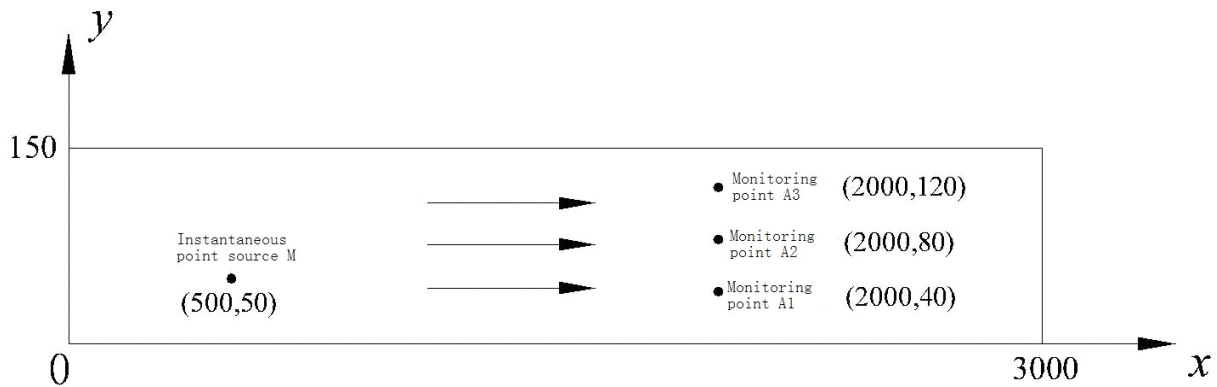 y
150
Monitoring
point A3
(2000,120)
Instantaneous
point source M
(500,50)
Monitoring
point A2
(2000,80)
Monitoring
point A1
(2000,40)
0
3000
x